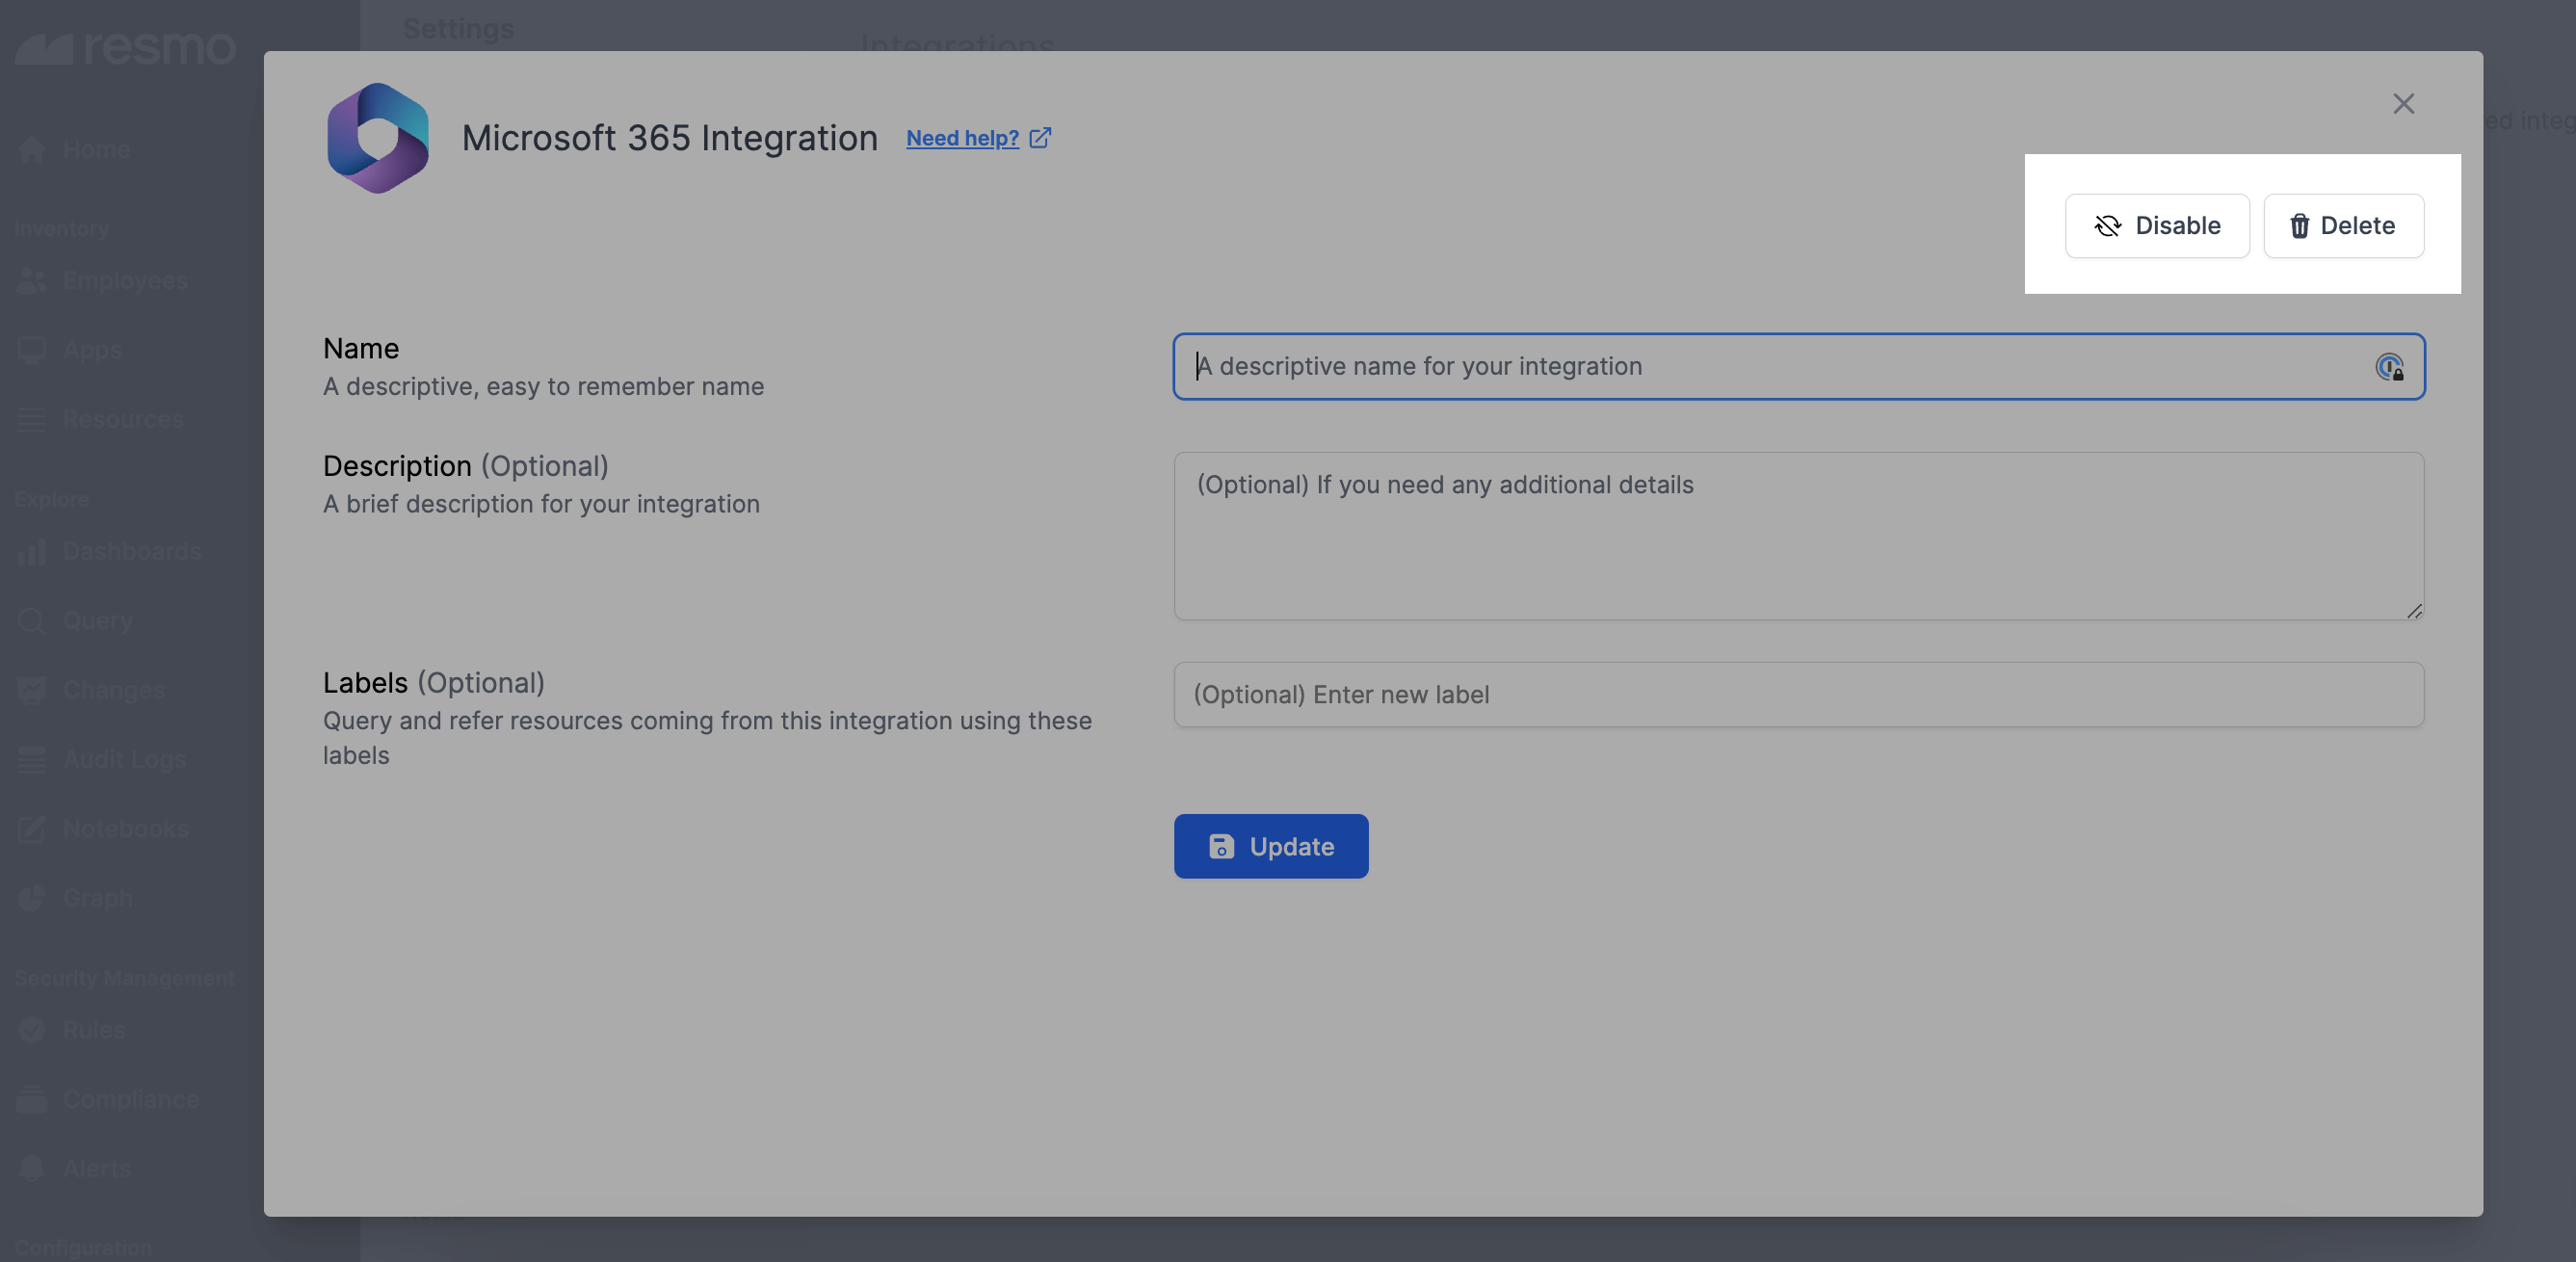 resmo
Home
Inventory
Employees
Apps
Resources
Explore
Dashboards
Query
Changes
Audit Logs
Notebooks
Graph
Security Management
Rules
Compliance
Alerts
Configuration
Settings
Integrations
ed integ
Microsoft 365 Integration Need help?
Disable Delete
Name
A descriptive, easy to remember name
A descriptive name for your integration
Description (Optional)
A brief description for your integration
(Optional) If you need any additional details
Labels (Optional)
Query and refer resources coming from this integration using these
labels
(Optional) Enter new label
Update